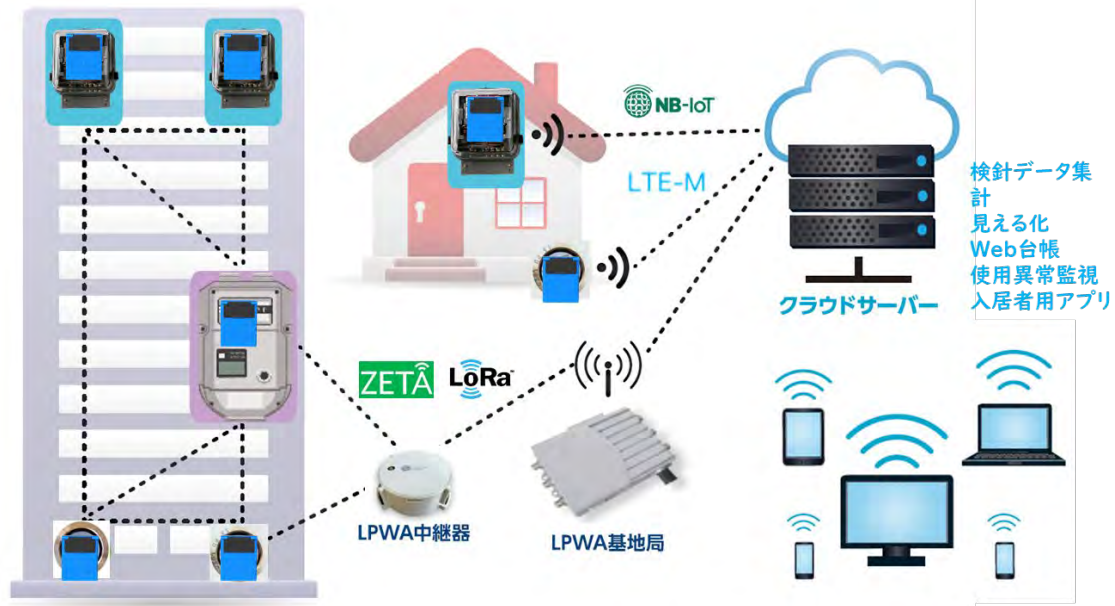 NB-IoT
LTE-M
検針データ集
計
見える化
Web台帳
使用異常監視
入居者用アプリ
クラウドサーバー
ZETA
LoRa
LPWA中継器
LPWA基地局